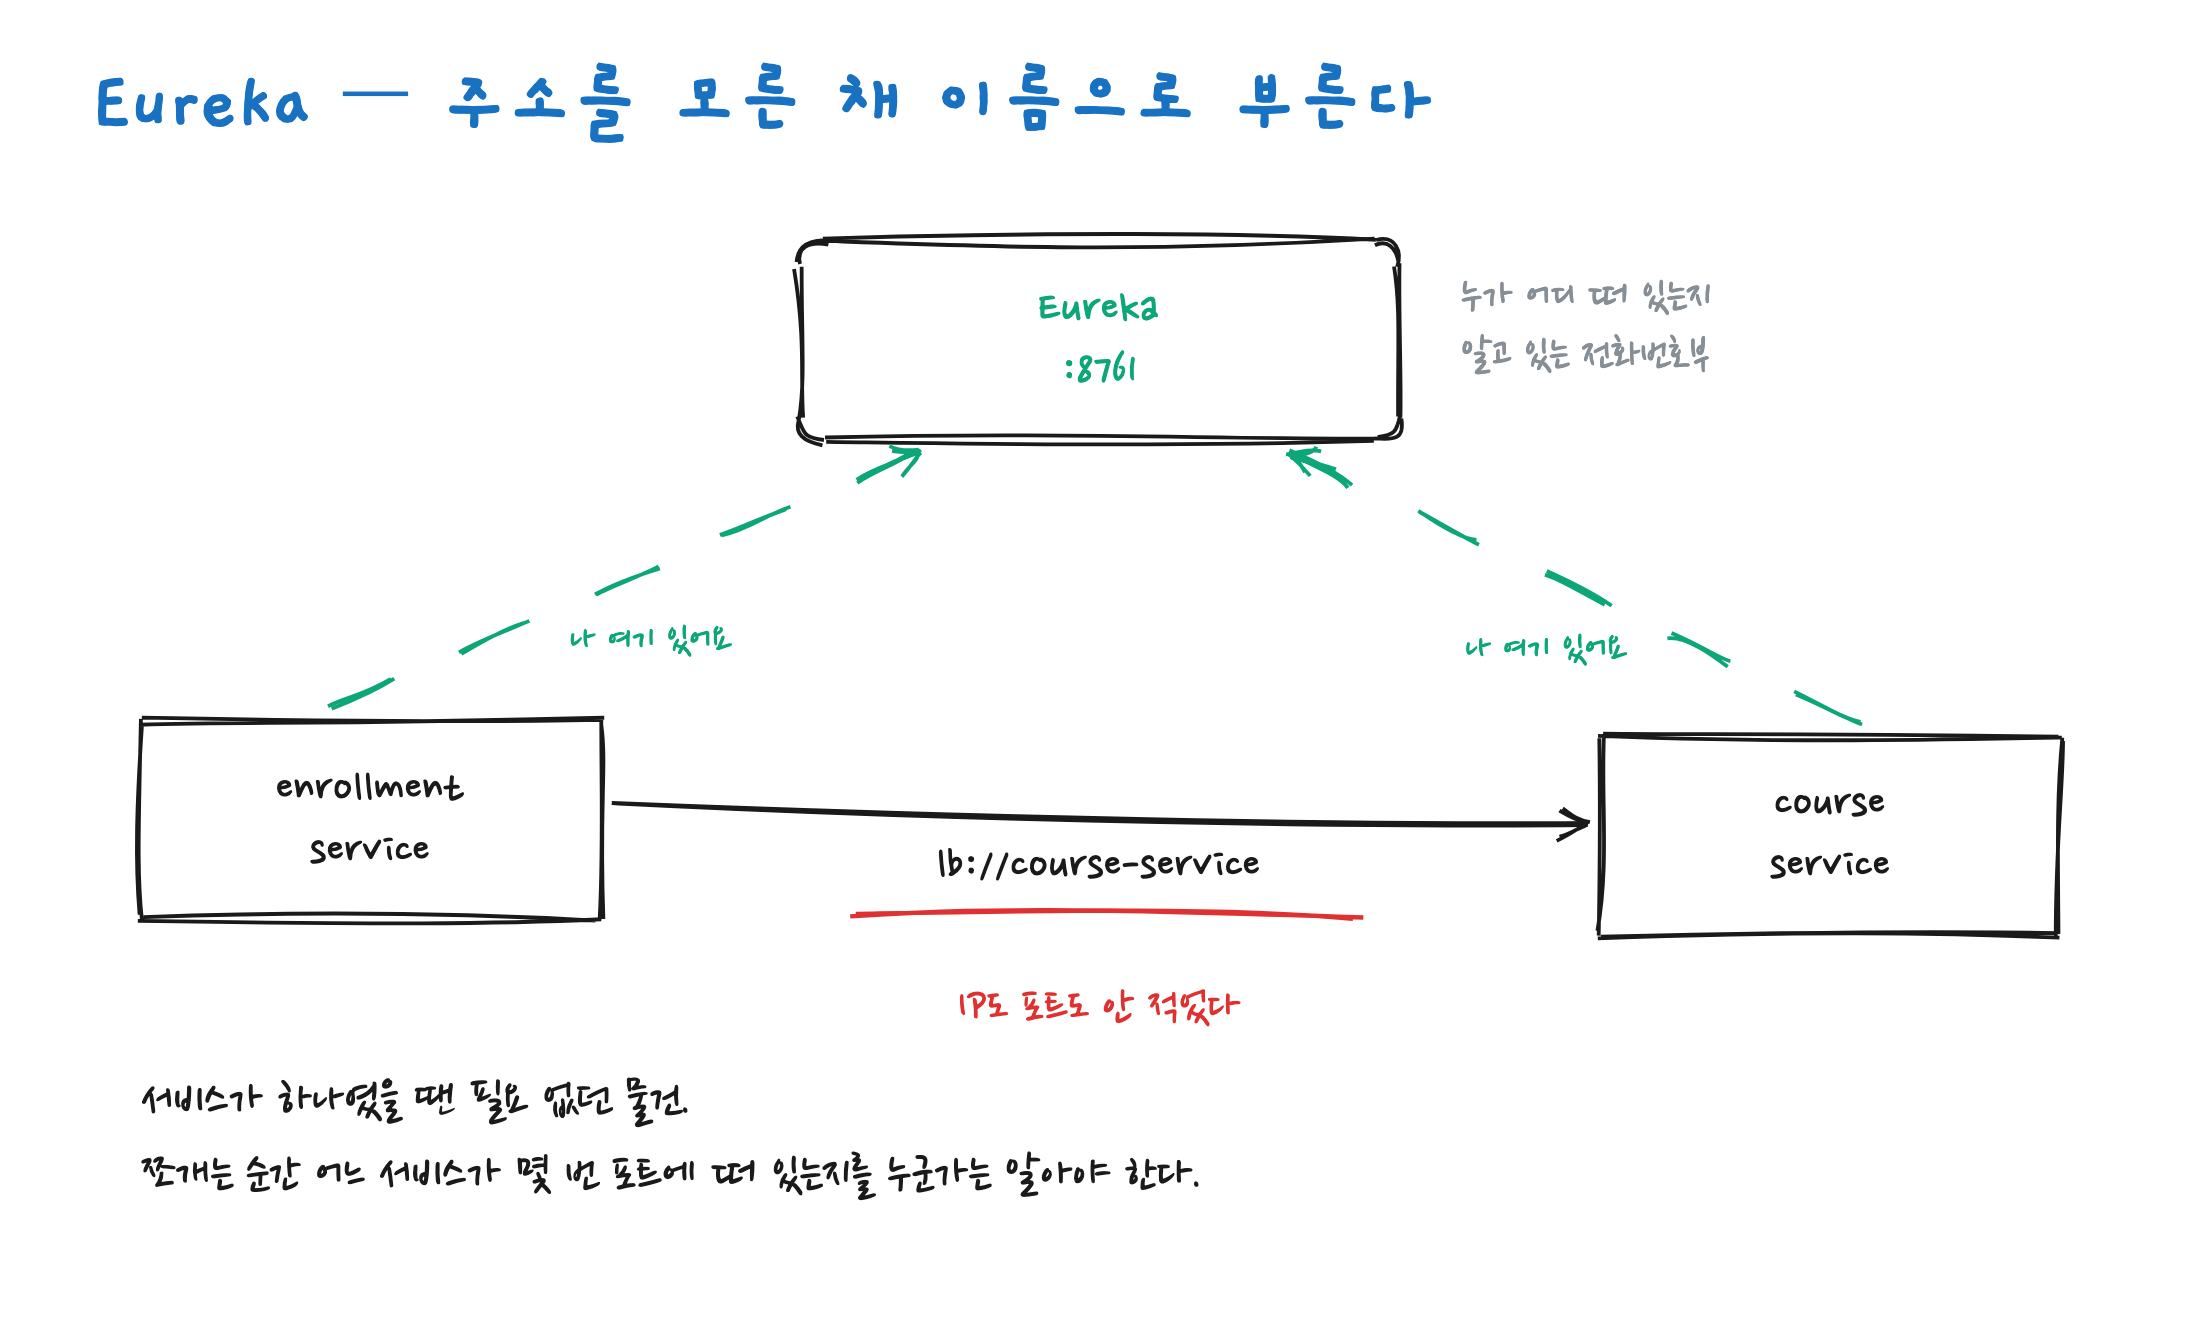 Eureka — 주소를 모른 채 이름으로 부른다
Eureka
:8761
누가 어디 떠 있는지
알고 있는 전화번호부
나 여기 있어요
나 여기 있어요
enrollment
service
course
service
lb://course-service
IP도 포트도 안 적었다
서비스가 하나였을 땐 필요 없던 물건.
쪼개는 순간 어느 서비스가 몇 번 포트에 떠 있는지를 누군가는 알아야 한다.